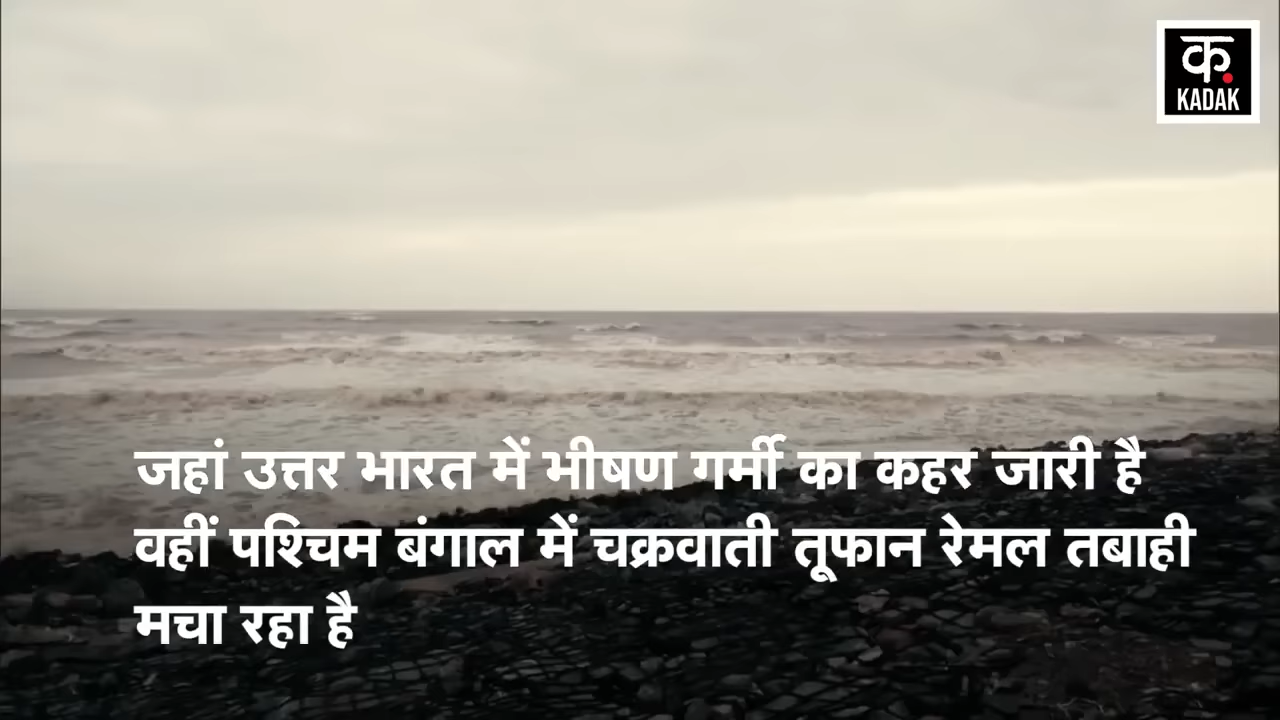 क.
KADAK
जहां उत्तर भारत में भीषण गर्मी का कहर जारी है
वहीं पश्चिम बंगाल में चक्रवाती तूफान रेमल तबाही
मचा रहा है